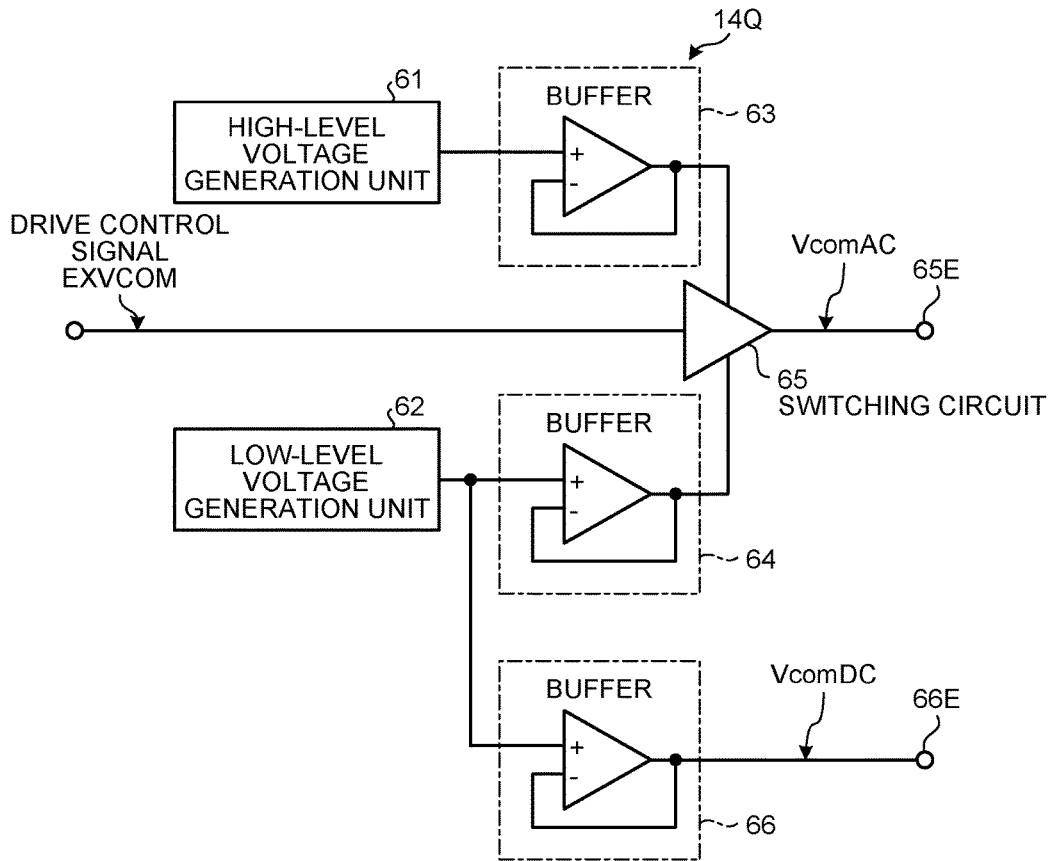 14Q
61
BUFFER
63
HIGH-LEVEL
VOLTAGE
GENERATION UNIT
+
-
DRIVE CONTROL
SIGNAL
EXVCOM
VcomAC
65E
65
SWITCHING CIRCUIT
62
BUFFER
LOW-LEVEL
VOLTAGE
GENERATION UNIT
+
-
64
BUFFER
VcomDC
66E
+
-
66